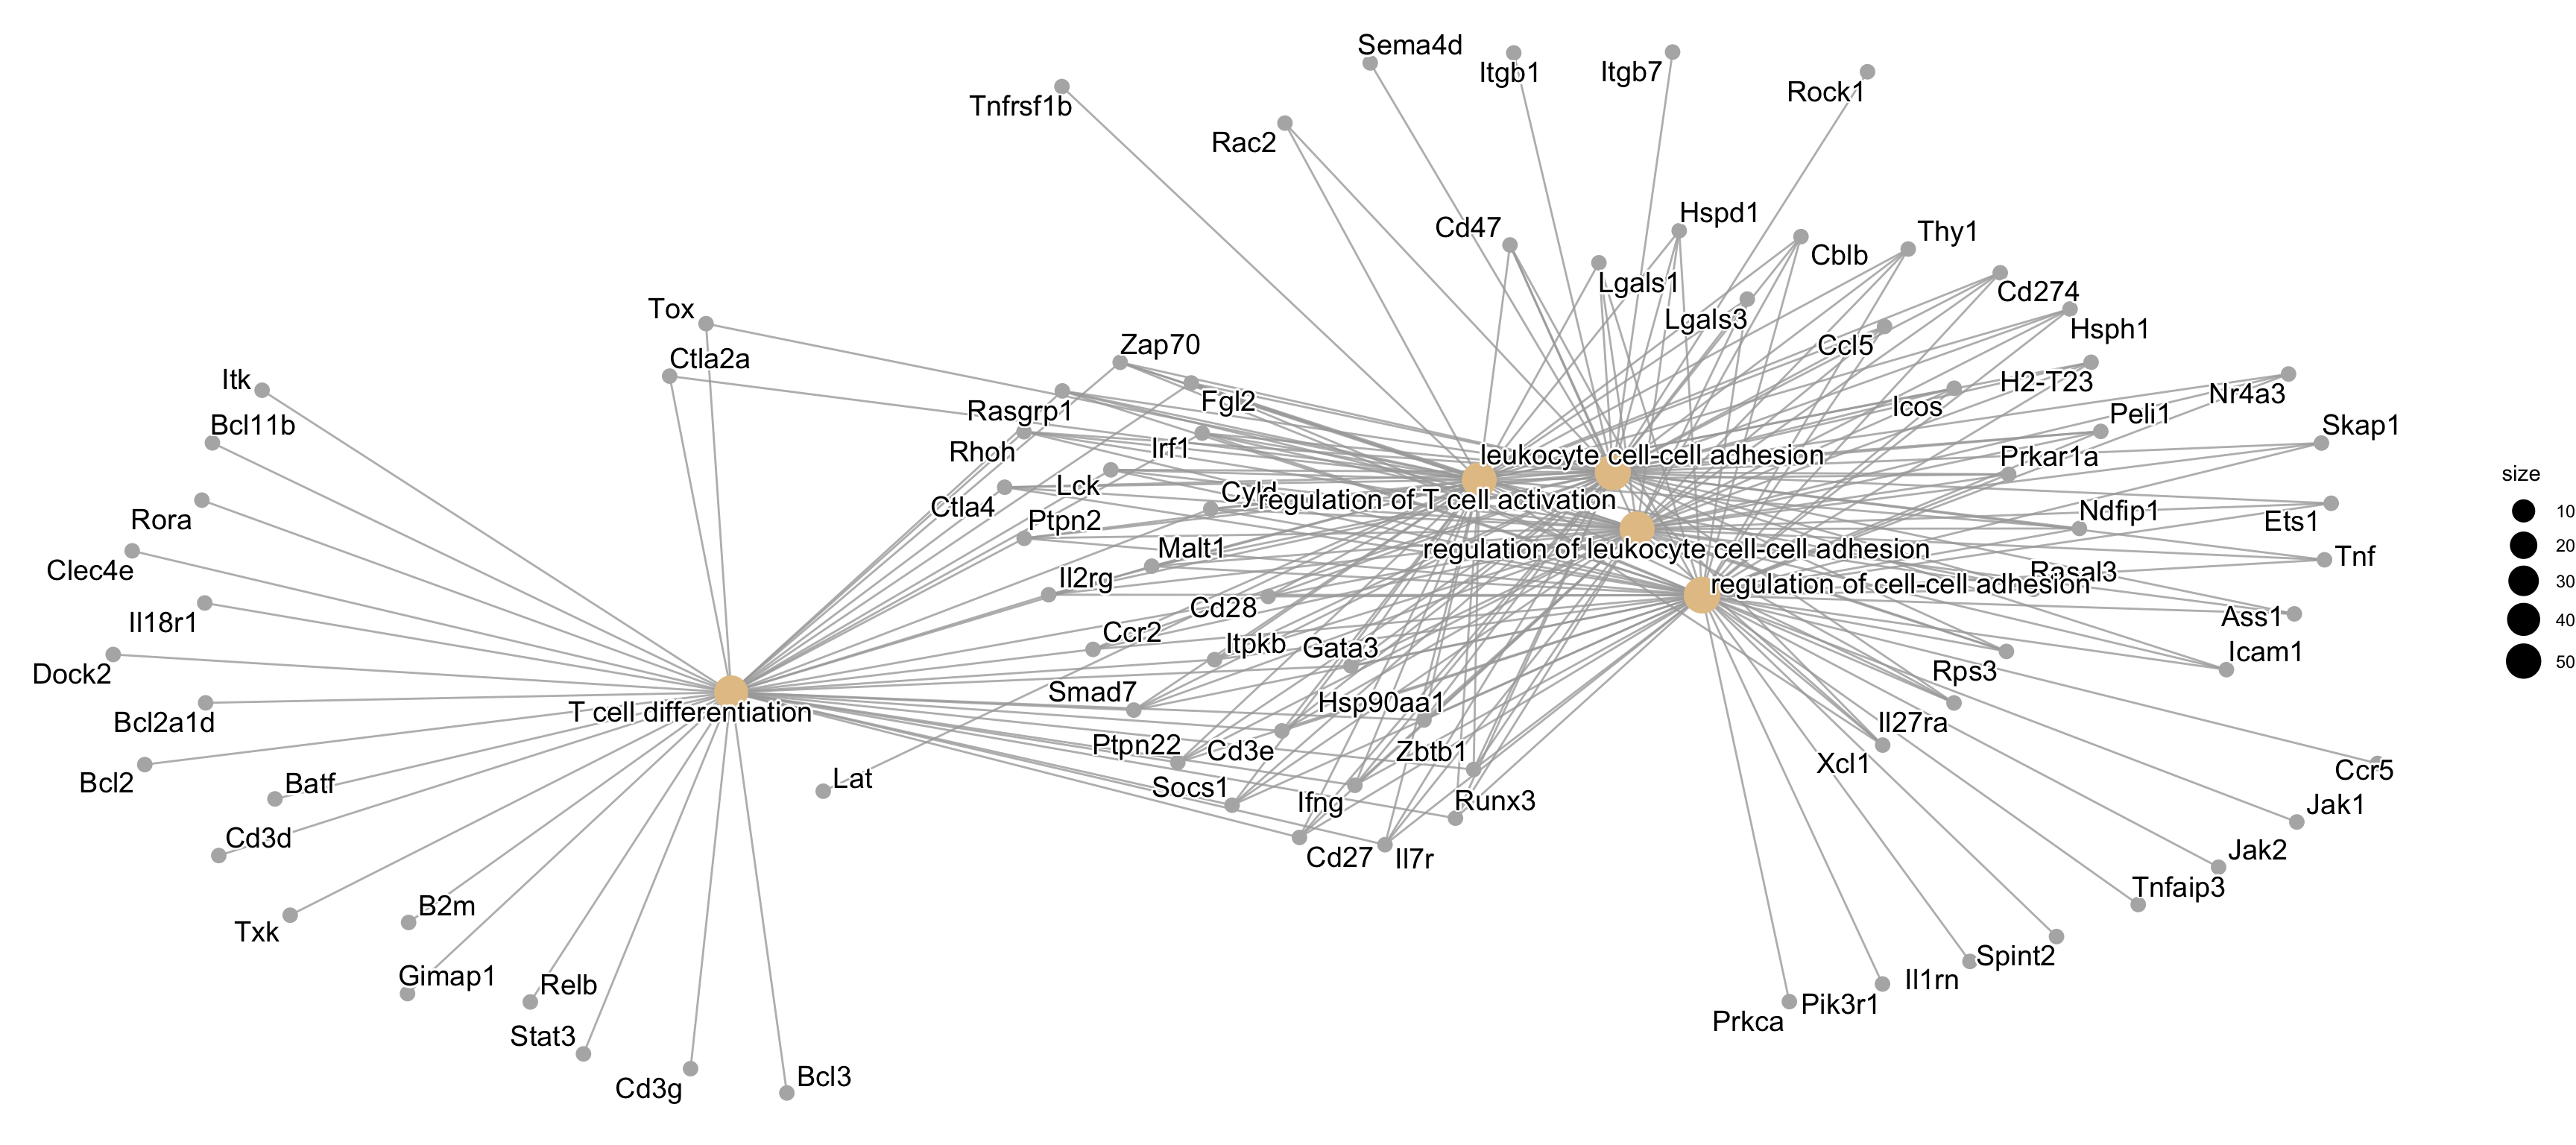 Sema4d
Itgb1
Itgb7
Rock1
Tnfrsf1b
Rac2
Cd47
Hspd1
Thy1
Cblb
Lgals1
Cd274
Lgals3
Hsph1
Ccl5
Tox
Ctla2a
Zap70
Itk
Fgl2
H2-T23
Nr4a3
Bcl11b
Rasgrp1
Icos
Peli1
Skap1
Rhoh
Irf1
leukocyte cell-cell adhesion
Prkar1a
size
Lck
Cyld
regulation of T cell activation
Ctla4
Ndfip1
10
Rora
Ptpn2
Ets1
20
Malt1
regulation of leukocyte cell-cell adhesion
Tnf
Clec4e
Il2rg
Rasal3
regulation of cell-cell adhesion
30
Cd28
Il18r1
Ass1
40
Ccr2
Itpkb
Gata3
Icam1
50
Dock2
Rps3
Smad7
Hsp90aa1
T cell differentiation
Bcl2a1d
Il27ra
Ptpn22
Cd3e
Zbtb1
Xcl1
Ccr5
Bcl2
Batf
Lat
Socs1
Ifng
Runx3
Jak1
Cd3d
Cd27
Il7r
Jak2
Tnfaip3
B2m
Txk
Spint2
Gimap1
Relb
Il1rn
Pik3r1
Prkca
Stat3
Cd3g
Bcl3